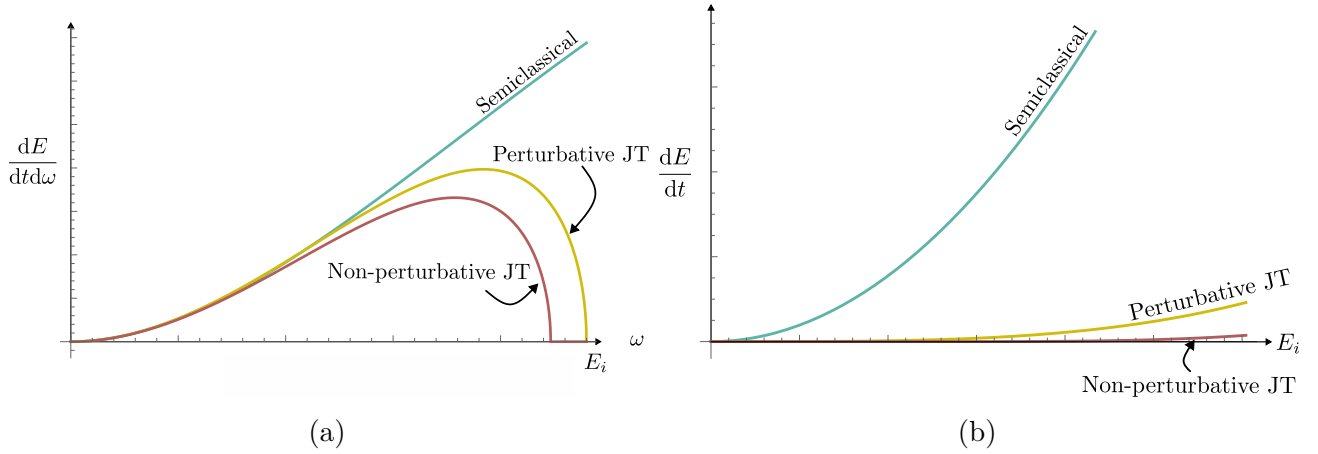 Semiclassical
dE
dtdω
Perturbative JT
Non-perturbative JT
ω
E_i
(a)
Semiclassical
dE
dt
Perturbative JT
E_i
Non-perturbative JT
(b)